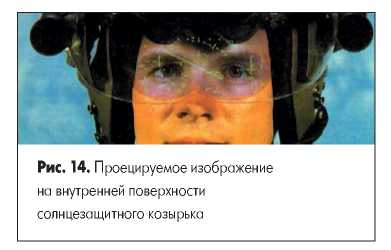 Рис. 14. Проецируемое изображение
на внутренней поверхности
солнцезащитного козырька